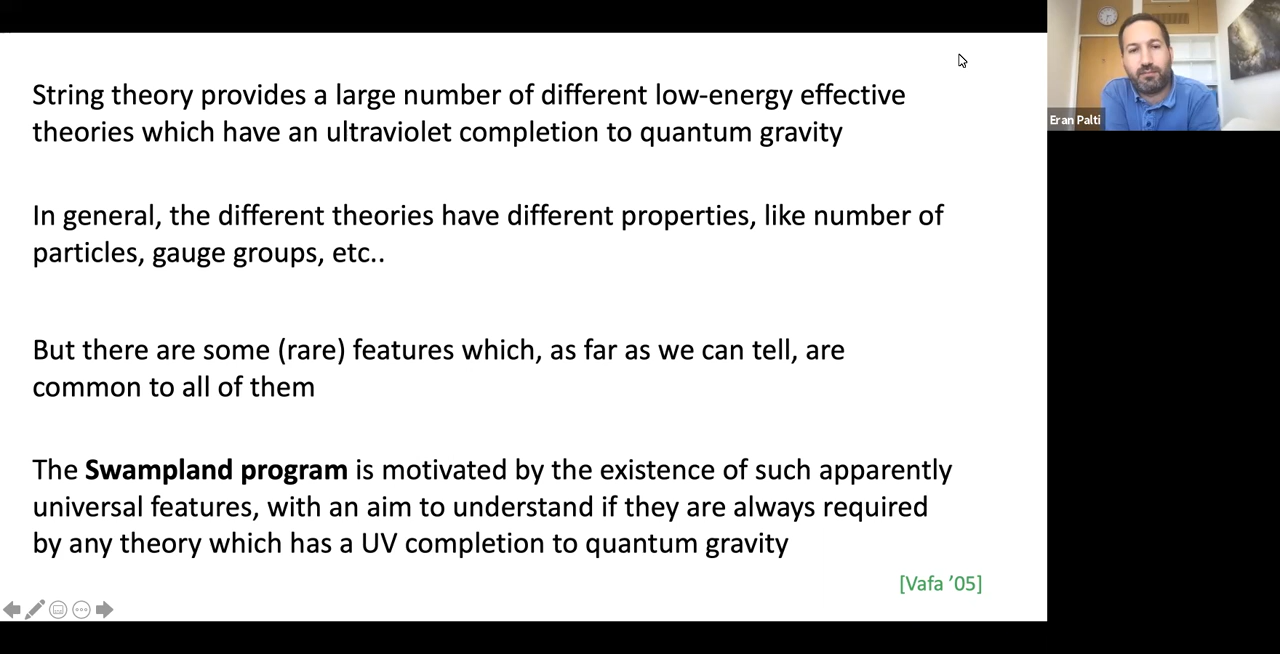 String theory provides a large number of different low-energy effective
theories which have an ultraviolet completion to quantum gravity
In general, the different theories have different properties, like number of
particles, gauge groups, etc..
But there are some (rare) features which, as far as we can tell, are
common to all of them
The Swampland program is motivated by the existence of such apparently
universal features, with an aim to understand if they are always required
by any theory which has a UV completion to quantum gravity
[Vafa ’05]
Eran Palti